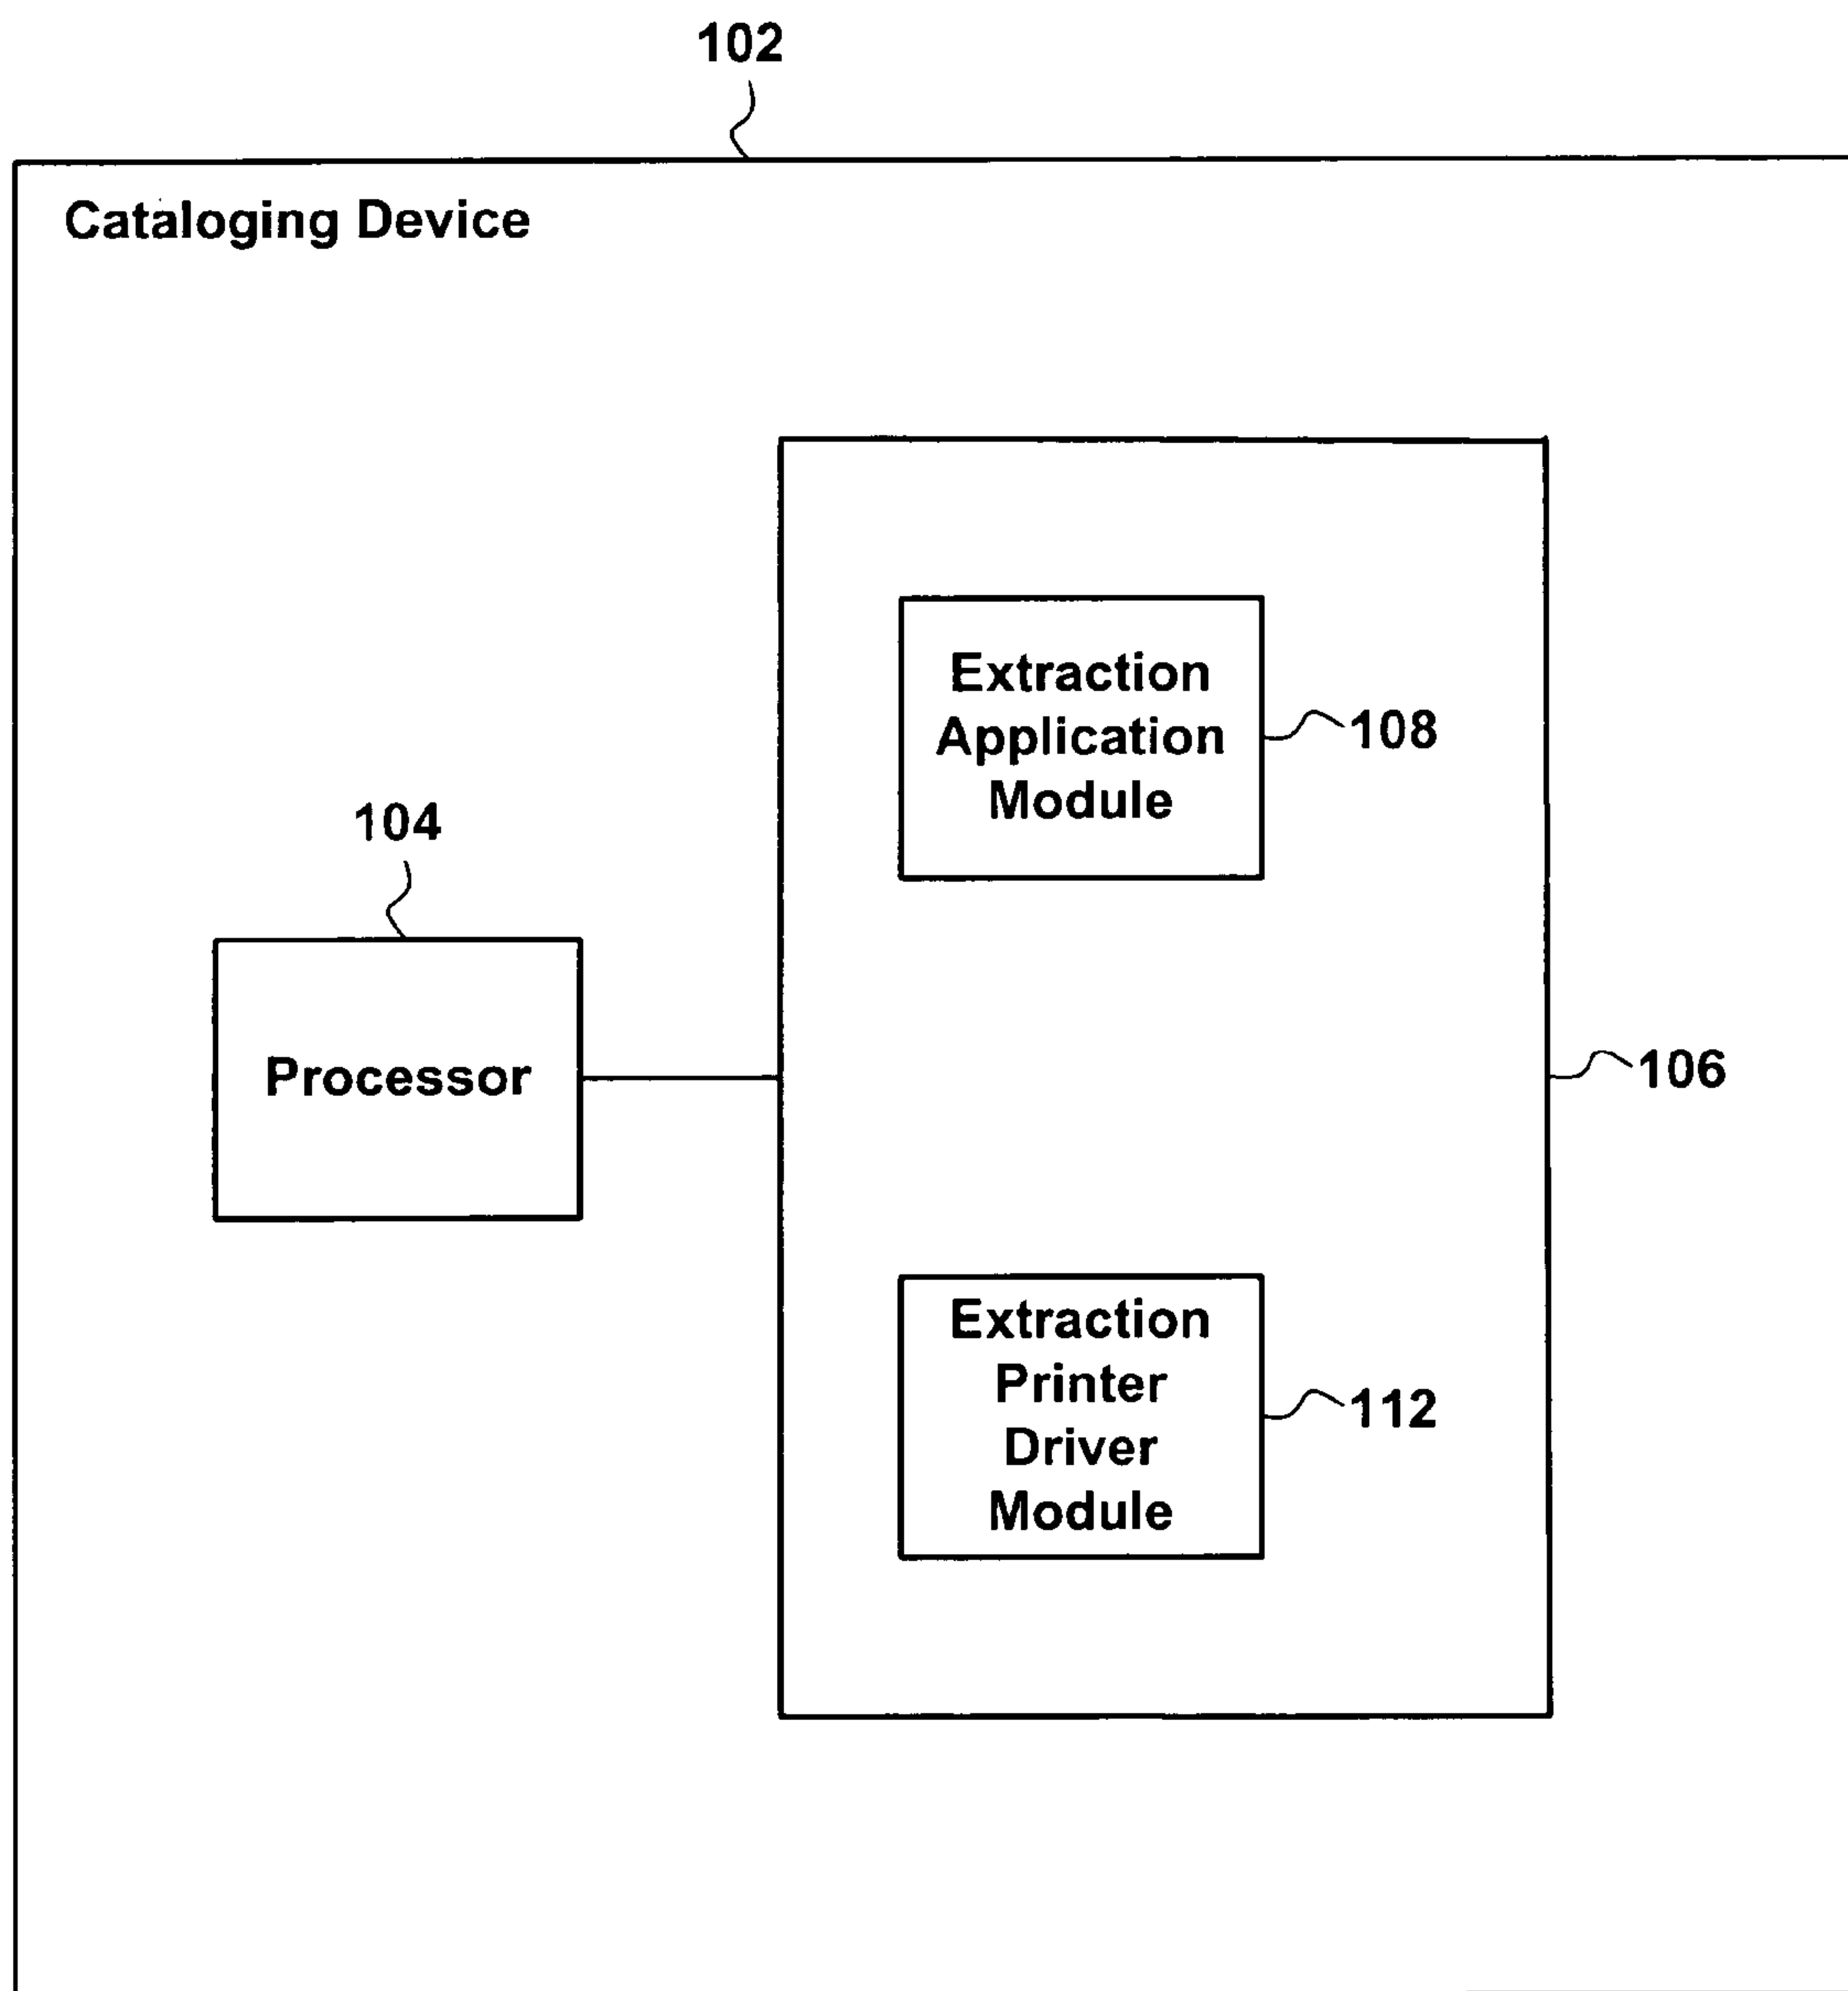 102
Cataloging Device
Extraction
Application
Module
108
104
Processor
106
Extraction
Printer
Driver
Module
112